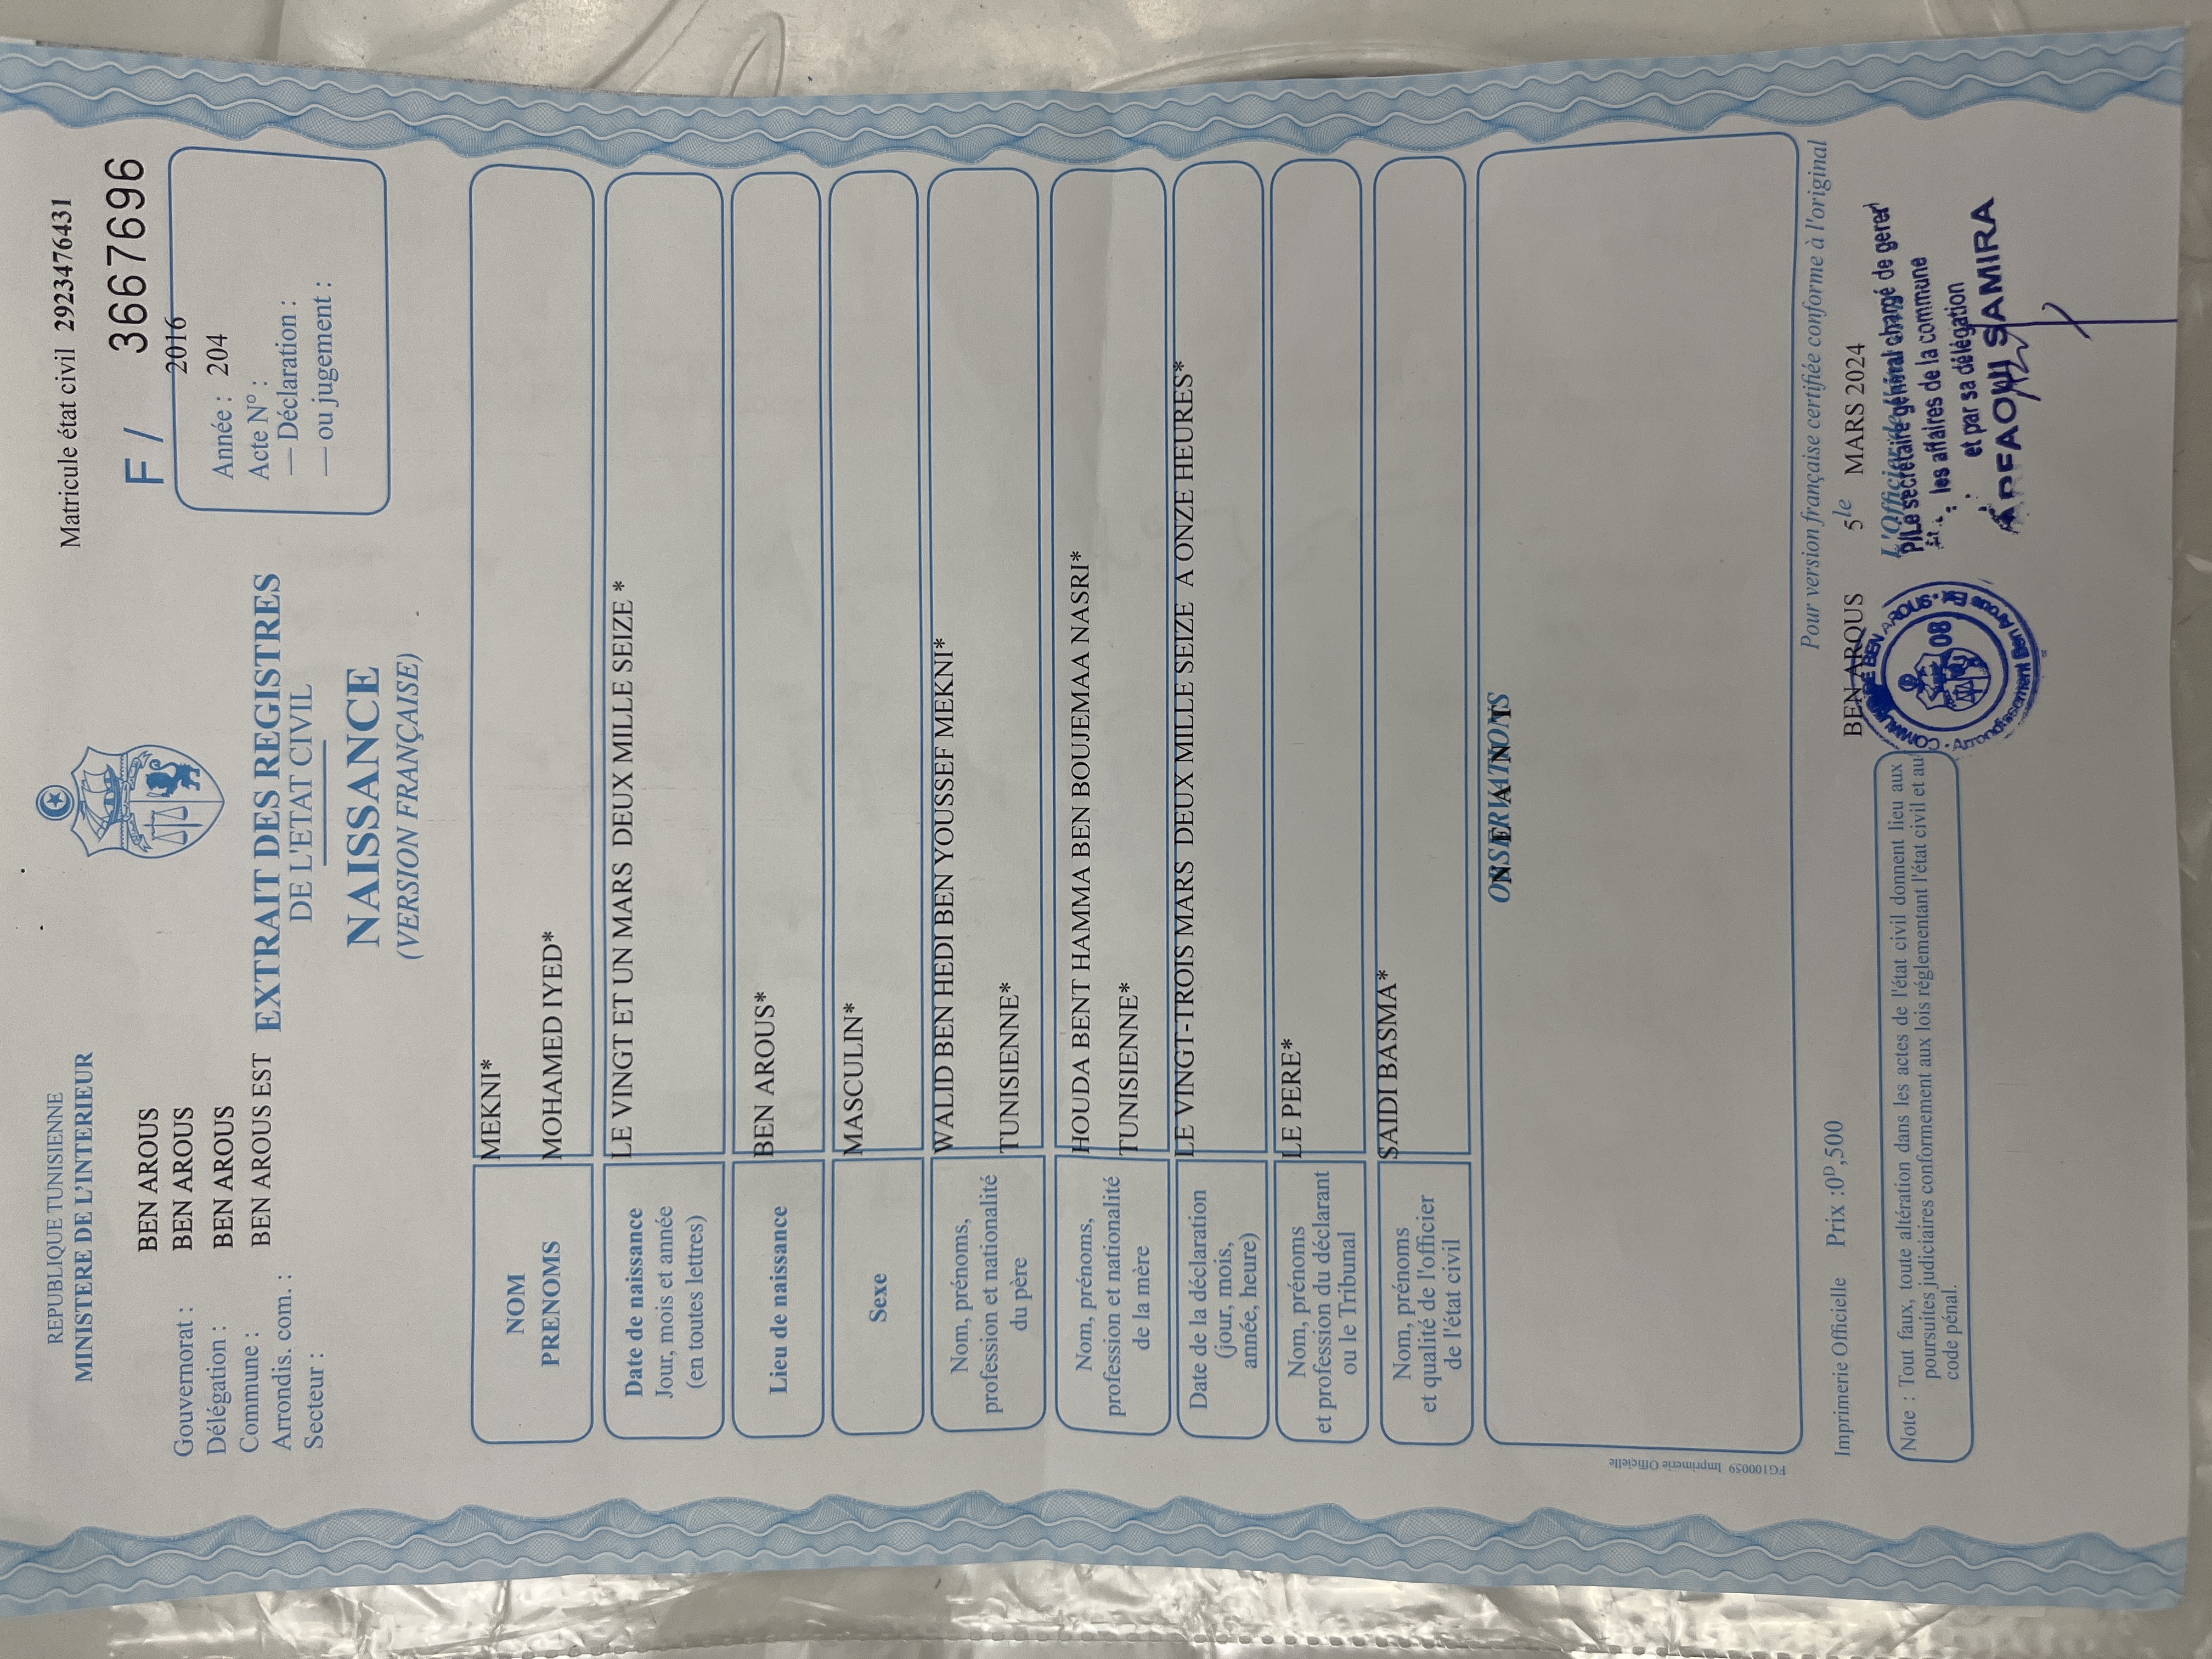 REPUBLIQUE TUNISIENNE
MINISTERE DE L'INTERIEUR
Matricule état civil 2923476431
F / 3667696
Gouvernorat : BEN AROUS
Délégation : BEN AROUS
Commune : BEN AROUS
Arrondis. com. : BEN AROUS EST
Secteur :
EXTRAIT DES REGISTRES
DE L'ETAT CIVIL
NAISSANCE
(VERSION FRANÇAISE)
2016
Année : 204
Acte N° :
— Déclaration :
— ou jugement :
NOM MEKNI*
PRENOMS MOHAMED IYED*
Date de naissance
Jour, mois et année
(en toutes lettres)
LE VINGT ET UN MARS DEUX MILLE SEIZE *
Lieu de naissance BEN AROUS*
Sexe MASCULIN*
Nom, prénoms,
profession et nationalité
du père
WALID BEN HEDI BEN YOUSSEF MEKNI*
TUNISIENNE*
Nom, prénoms,
profession et nationalité
de la mère
HOUDA BENT HAMMA BEN BOUJEMAA NASRI*
TUNISIENNE*
Date de la déclaration
(jour, mois,
année, heure)
LE VINGT-TROIS MARS DEUX MILLE SEIZE A ONZE HEURES*
Nom, prénoms
et profession du déclarant
ou le Tribunal
LE PERE*
Nom, prénoms
et qualité de l'officier
de l'état civil
SAIDI BASMA*
OBSERVATIONS
N E A N T
FG100059 Imprimerie Officielle
Pour version française certifiée conforme à l'original
Imprimerie Officielle Prix :0D,500
BEN AROUS 5 le MARS 2024
L'Officier
P/Le secrétaire général chargé de gerer
les affaires de la commune
et par sa délégation
SAMIRA
COMMUNE DE BEN AROUS
08
Arrondissement Ben Arous
Note : Tout faux, toute altération dans les actes de l'état civil donnent lieu aux
poursuites judiciaires conformement aux lois réglementant l'état civil et au
code pénal.